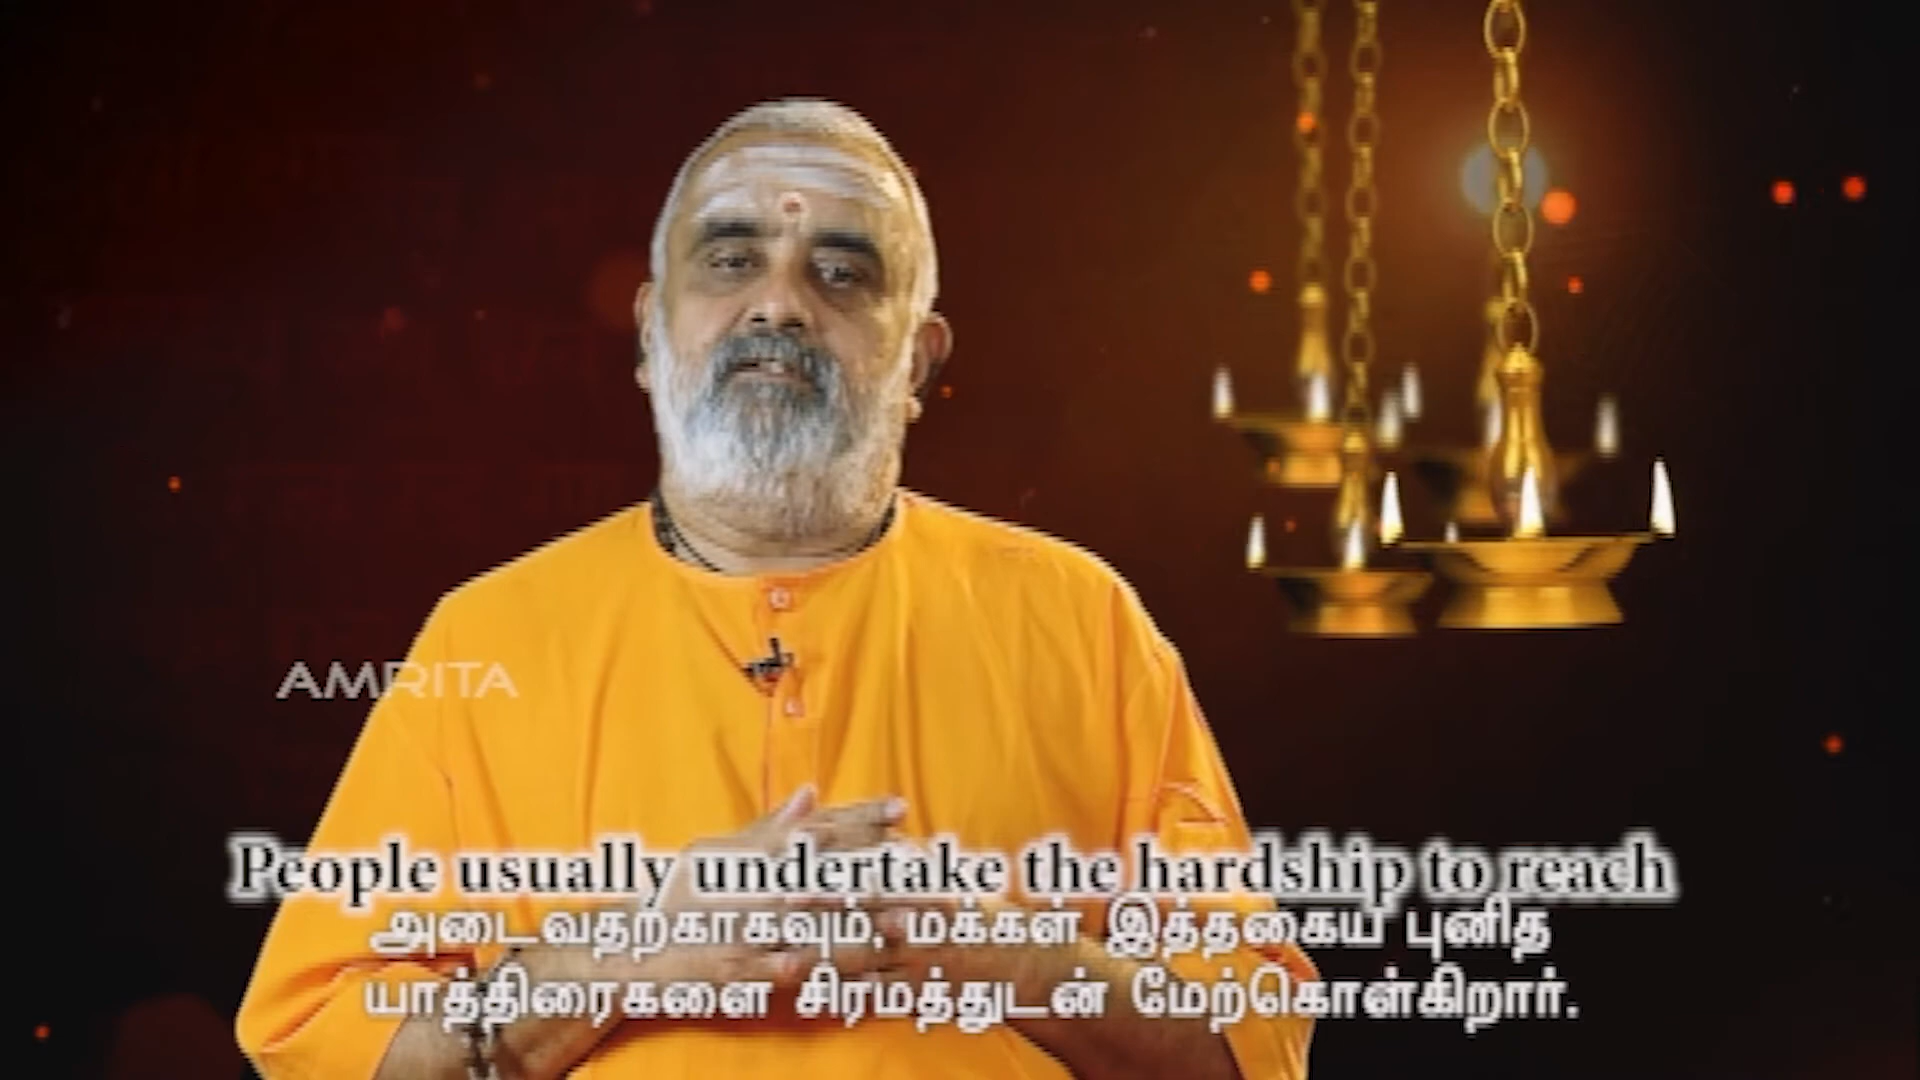 AMRITA
People usually undertake the hardship to reach
அடைவதற்காகவும், மக்கள் இத்தகைய புனித
யாத்திரைகளை சிரமத்துடன் மேற்கொள்கிறார்.